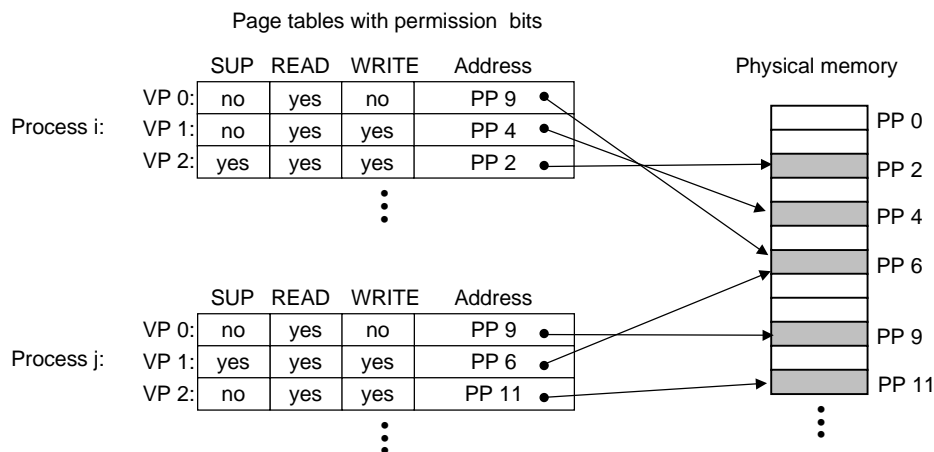 Page tables with permission bits
SUP READ WRITE Address
VP 0: no yes no PP 9
Process i: VP 1: no yes yes PP 4
VP 2: yes yes yes PP 2
Physical memory
PP 0
PP 2
PP 4
PP 6
PP 9
PP 11
SUP READ WRITE Address
VP 0: no yes no PP 9
Process j: VP 1: yes yes yes PP 6
VP 2: no yes yes PP 11